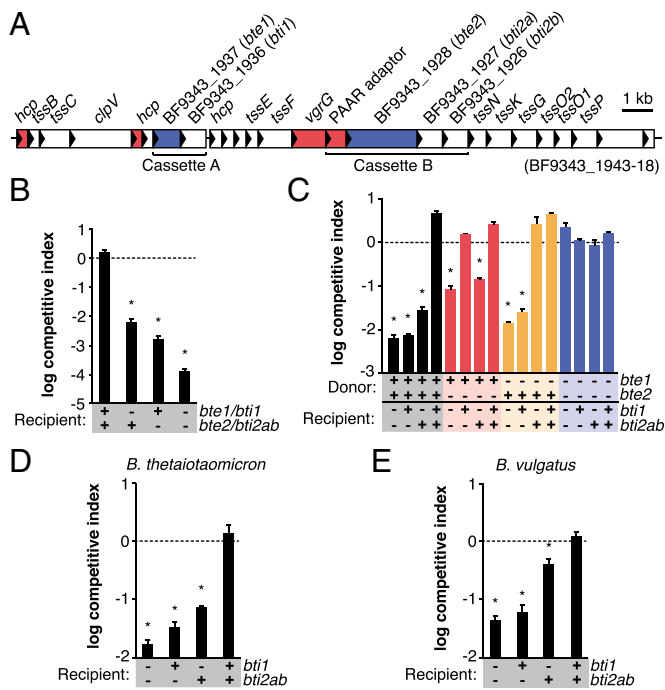 A
hcp tssB tssC clpV hcp BF9343_1937 (bte1) BF9343_1936 (bti1) hcp tssE tssF vgrG PAAR adaptor BF9343_1928 (bte2) BF9343_1927 (bti2a) BF9343_1926 (bti2b) tssN tssK tssG tssO2 tssO1 tssP
1 kb
Cassette A
Cassette B
(BF9343_1943-18)
B
log competitive index
1
0
-1
-2
-3
-4
-5
* * *
Recipient:
+ - + - bte1/bti1
+ + - - bte2/bti2ab
C
log competitive index
1
0
-1
-2
-3
* * * * * * *
Donor:
+ + + + + + + + - - - - - - - - bte1
+ + + + - - - - + + + + - - - - bte2
Recipient:
- + - + - + - + - + - + - + - + bti1
- - + + - - + + - - + + - - + + bti2ab
D
B. thetaiotaomicron
log competitive index
1
0
-1
-2
* * *
Recipient:
- + - + bti1
- - + + bti2ab
E
B. vulgatus
log competitive index
1
0
-1
-2
* * *
Recipient:
- + - + bti1
- - + + bti2ab